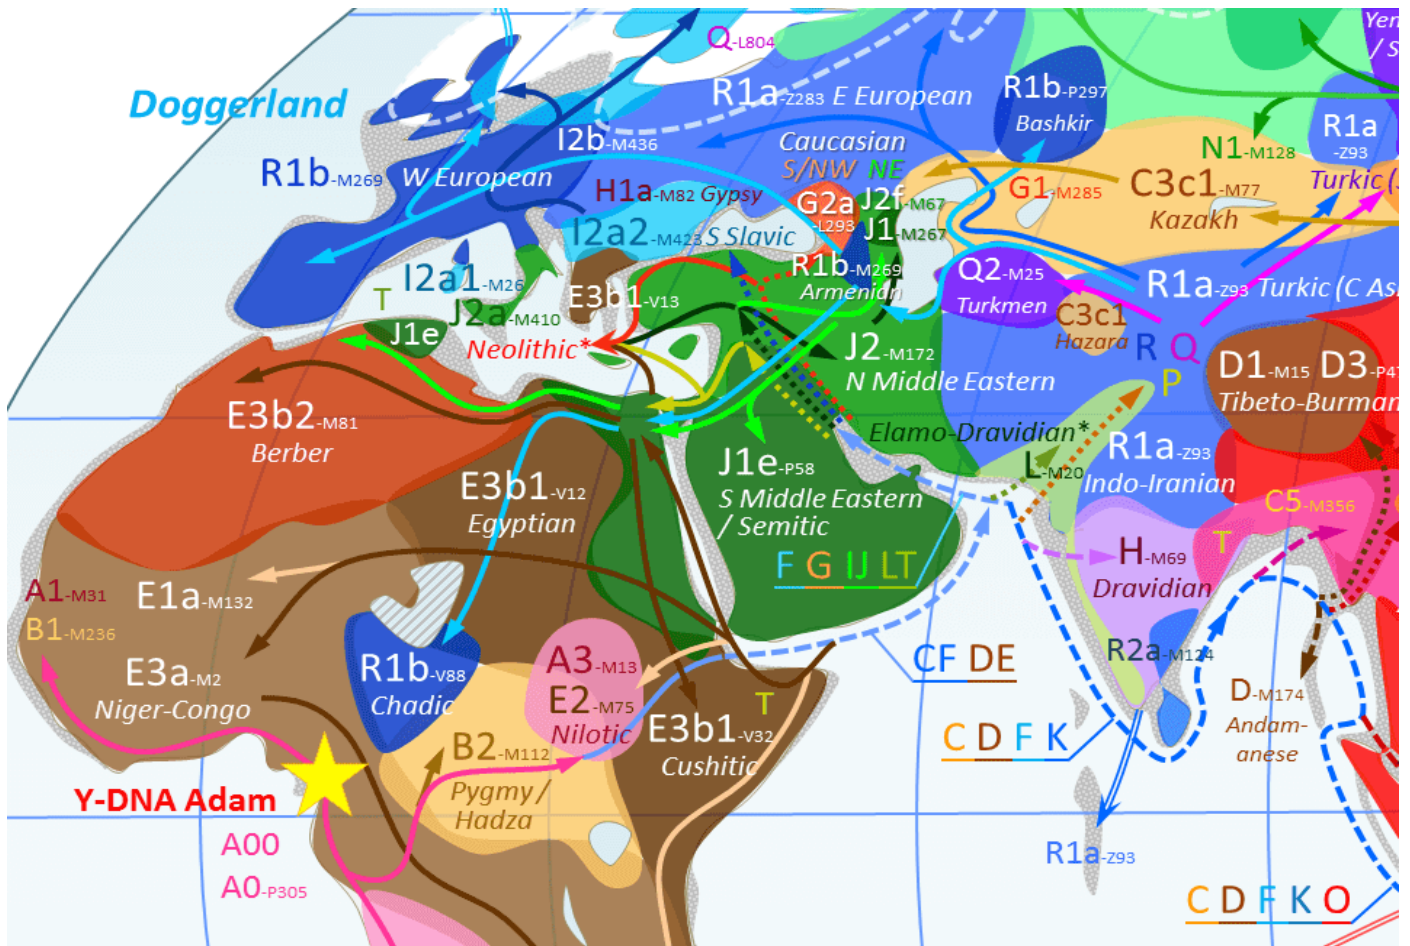 Q-L804
Yen
/ S
Doggerland
R1a-Z283 E European
R1b-P297
Bashkir
R1a
-Z93
Turkic (
I2b-M436
Caucasian
S/NW NE
N1-M128
R1b-M269
W European
H1a-M82 Gypsy
G2a
-L293
J2f-M67
J1-M267
G1-M285
C3c1-M77
Kazakh
I2a2-M423 S Slavic
I2a1-M26
T
R1b-M269
Armenian
Q2-M25
Turkmen
R1a-Z93 Turkic (C As
E3b1-V13
J2a-M410
J1e
Neolithic*
C3c1
Hazara
R Q
P
J2-M172
N Middle Eastern
D1-M15 D3-P47
Tibeto-Burman
E3b2-M81
Berber
Elamo-Dravidian*
L-M20
R1a-Z93
Indo-Iranian
E3b1-V12
Egyptian
J1e-P58
S Middle Eastern
/ Semitic
C5-M356
T
F G IJ LT
H-M69
Dravidian
A1-M31
B1-M236
E1a-M132
R2a-M124
E3a-M2
Niger-Congo
R1b-V88
Chadic
A3-M13
E2-M75
Nilotic
CF DE
T
E3b1-V32
Cushitic
D-M174
Andam-
anese
B2-M112
Pygmy /
Hadza
C D F K
Y-DNA Adam
A00
A0-P305
R1a-Z93
C D F K O